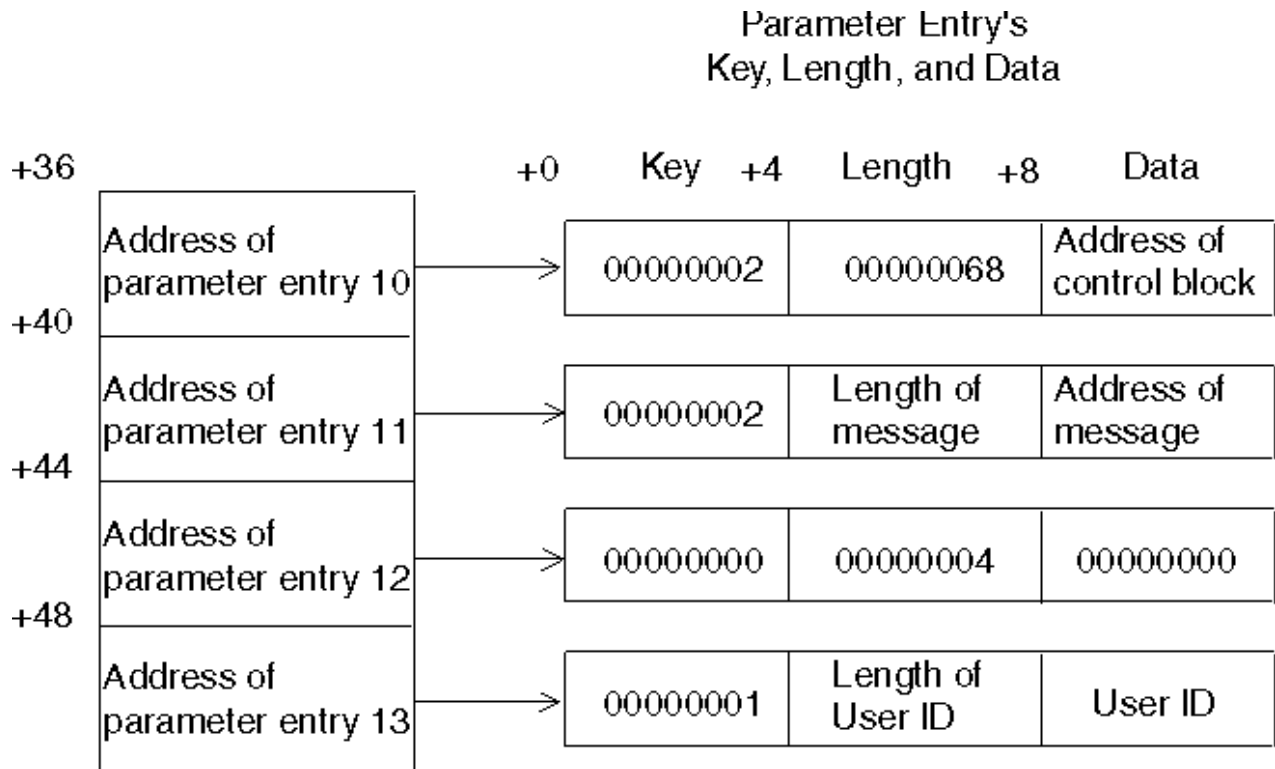 Parameter Entry's
Key, Length, and Data
+36
+0 Key +4 Length +8 Data
Address of
parameter entry 10
00000002
00000068
Address of
control block
+40
Address of
parameter entry 11
00000002
Length of
message
Address of
message
+44
Address of
parameter entry 12
00000000
00000004
00000000
+48
Address of
parameter entry 13
00000001
Length of
User ID
User ID